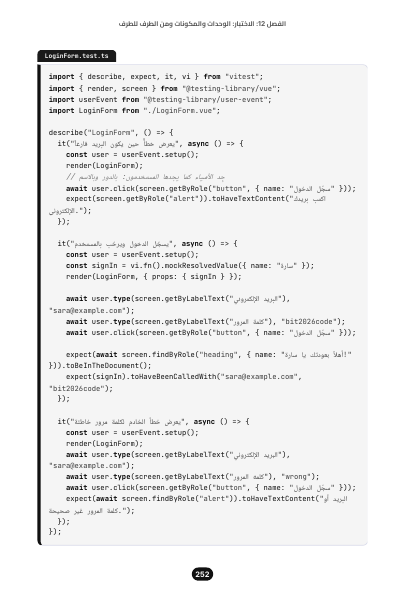 الفصل 12: الاختبار: الوحدات والمكونات ومن الطرف للطرف
LoginForm.test.ts
import { describe, expect, it, vi } from "vitest";
import { render, screen } from "@testing-library/vue";
import userEvent from "@testing-library/user-event";
import LoginForm from "./LoginForm.vue";
describe("LoginForm", () => {
it("يعرض خطأً حين يكون البريد فارغاً", async () => {
const user = userEvent.setup();
render(LoginForm);
// جد الأشياء كما يجدها المستخدمون: بالدور وبالاسم
await user.click(screen.getByRole("button", { name: "سجّل الدخول" }));
expect(screen.getByRole("alert")).toHaveTextContent("اكتب بريدك
الإلكتروني.");
});
it("يسجّل الدخول ويرحّب بالمستخدم", async () => {
const user = userEvent.setup();
const signIn = vi.fn().mockResolvedValue({ name: "سارة" });
render(LoginForm, { props: { signIn } });
await user.type(screen.getByLabelText("البريد الإلكتروني"),
"sara@example.com");
await user.type(screen.getByLabelText("كلمة المرور"), "bit2026code");
await user.click(screen.getByRole("button", { name: "سجّل الدخول" }));
expect(await screen.findByRole("heading", { name: "أهلاً بعودتك يا سارة!"
})).toBeInTheDocument();
expect(signIn).toHaveBeenCalledWith("sara@example.com",
"bit2026code");
});
it("يعرض خطأ الخادم لكلمة مرور خاطئة", async () => {
const user = userEvent.setup();
render(LoginForm);
await user.type(screen.getByLabelText("البريد الإلكتروني"),
"sara@example.com");
await user.type(screen.getByLabelText("كلمة المرور"), "wrong");
await user.click(screen.getByRole("button", { name: "سجّل الدخول" }));
expect(await screen.findByRole("alert")).toHaveTextContent("البريد أو
كلمة المرور غير صحيحة.");
});
});
252